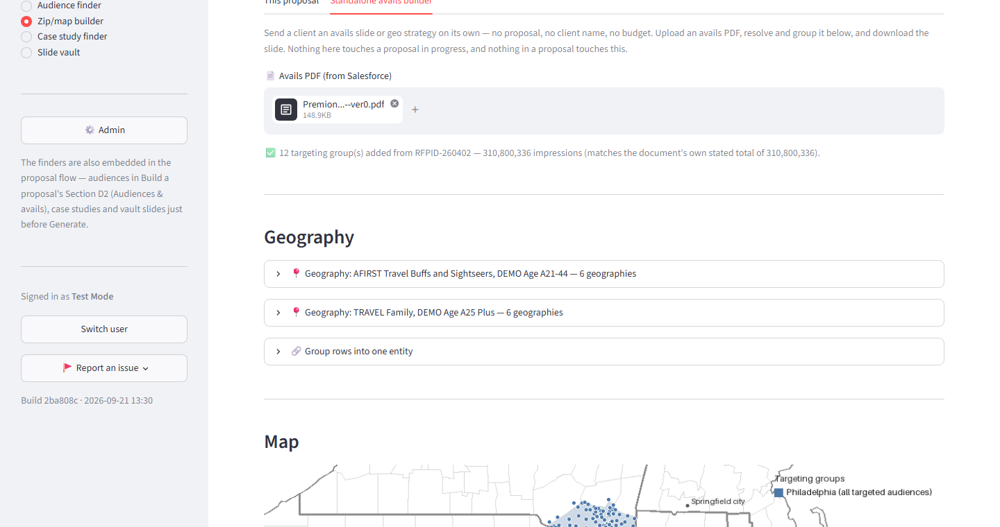 Audience finder
Zip/map builder
Case study finder
Slide vault
Admin
The finders are also embedded in the
proposal flow — audiences in Build a
proposal's Section D2 (Audiences &
avails), case studies and vault slides just
before Generate.
Signed in as Test Mode
Switch user
Report an issue
Build 2ba808c · 2026-09-21 13:30
This proposal
Standalone avails builder
Send a client an avails slide or geo strategy on its own — no proposal, no client name, no budget. Upload an avails PDF, resolve and group it below, and download the
slide. Nothing here touches a proposal in progress, and nothing in a proposal touches this.
Avails PDF (from Salesforce)
Premion...--ver0.pdf
148.9KB
12 targeting group(s) added from RFPID-260402 — 310,800,336 impressions (matches the document's own stated total of 310,800,336).
Geography
Geography: AFIRST Travel Buffs and Sightseers, DEMO Age A21-44 — 6 geographies
Geography: TRAVEL Family, DEMO Age A25 Plus — 6 geographies
Group rows into one entity
Map
Targeting groups
Philadelphia (all targeted audiences)
Springfield city